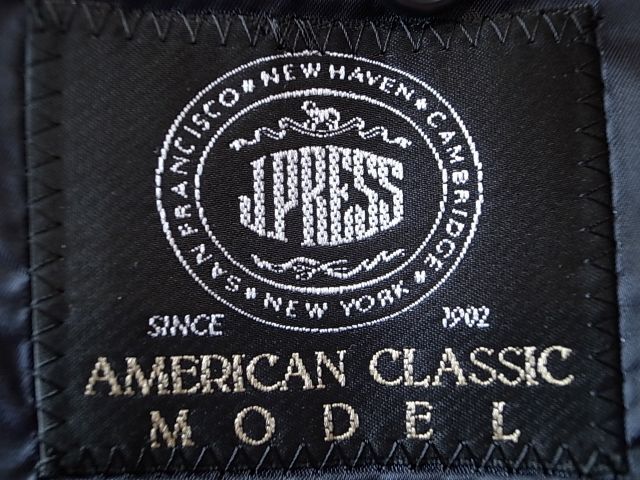 SAN FRANCISCO * NEW HAVEN * CAMBRIDGE * NEW YORK *
J.PRESS
SINCE 1902
AMERICAN CLASSIC
MODEL